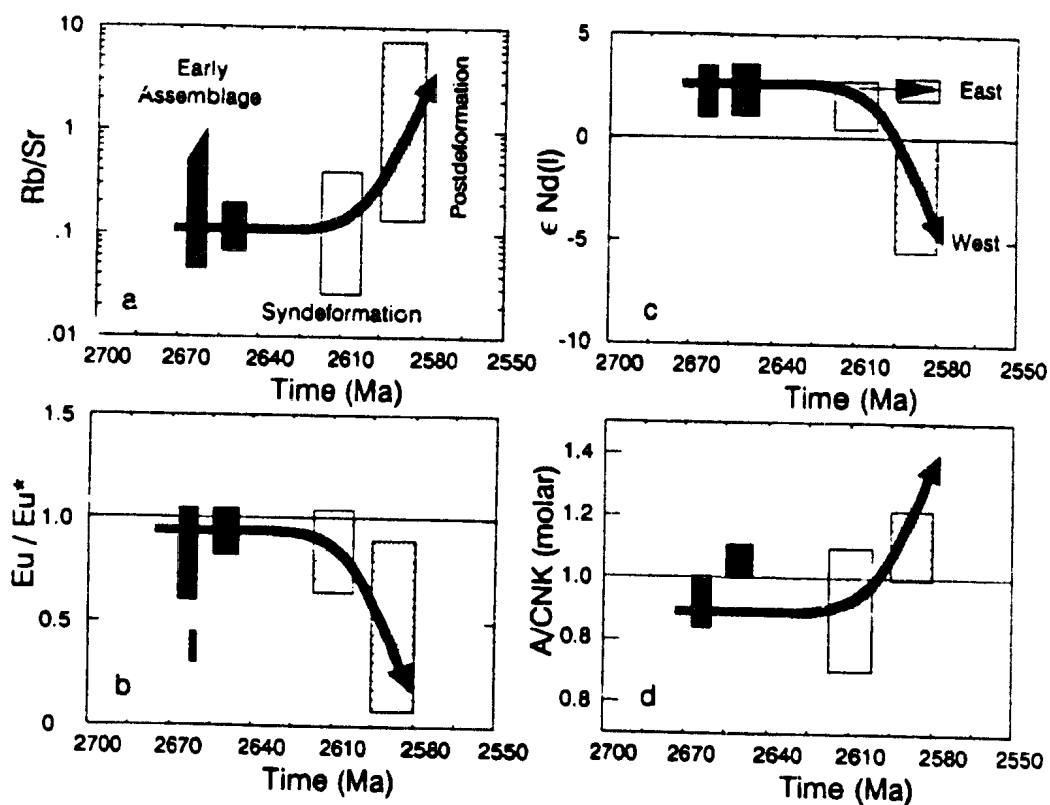 10
1
.1
.01
Rb/Sr
Early
Assemblage
Syndeformation
Postdeformation
a
2700 2670 2640 2610 2580 2550
Time (Ma)
5
0
-5
-10
ϵ Nd(I)
East
West
c
2700 2670 2640 2610 2580 2550
Time (Ma)
1.5
1.0
0.5
0
Eu / Eu*
b
2700 2670 2640 2610 2580 2550
Time (Ma)
1.4
1.2
1.0
0.9
0.8
A/CNK (molar)
d
2700 2670 2640 2610 2580 2550
Time (Ma)